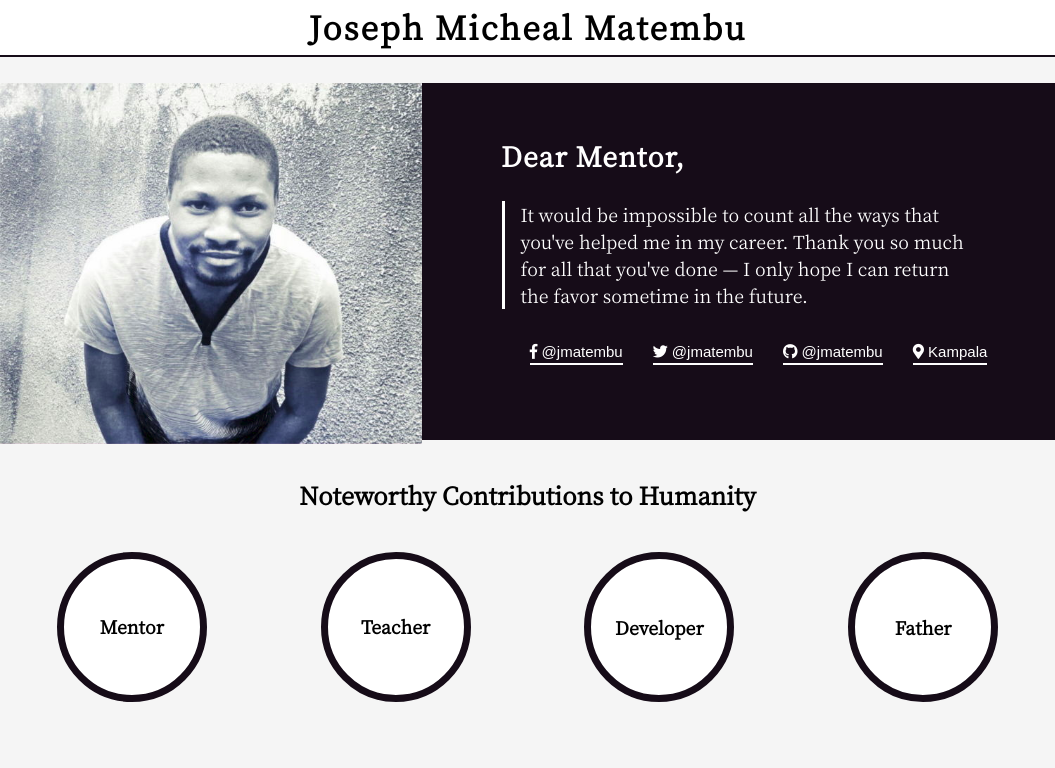 Joseph Micheal Matembu
Dear Mentor,
It would be impossible to count all the ways that
you've helped me in my career. Thank you so much
for all that you've done — I only hope I can return
the favor sometime in the future.
@jmatembu @jmatembu @jmatembu Kampala
Noteworthy Contributions to Humanity
Mentor Teacher Developer Father